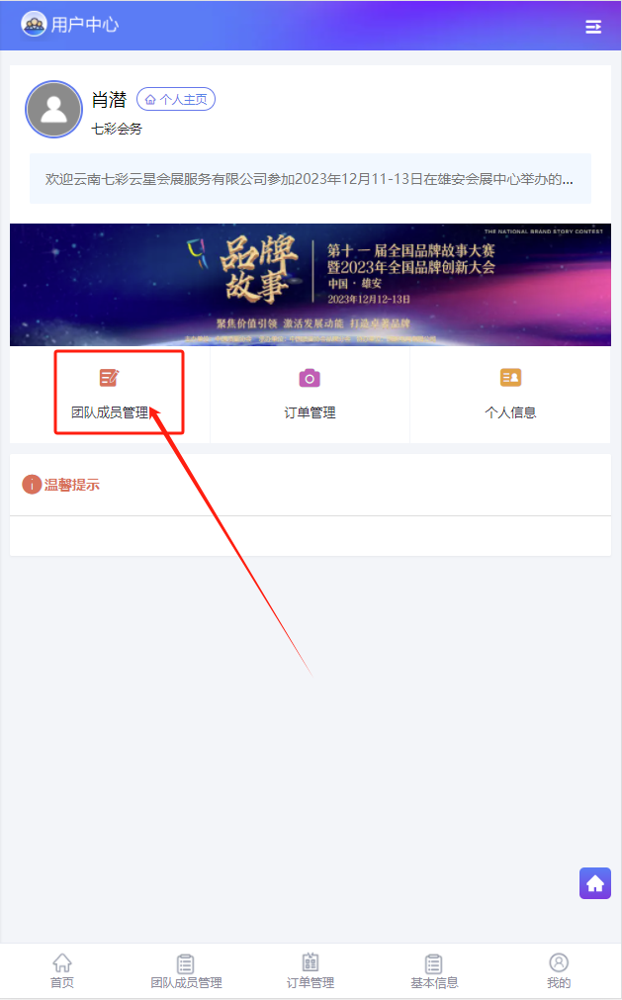 用户中心
肖潜
个人主页
七彩会务
欢迎云南七彩云星会展服务有限公司参加2023年12月11-13日在雄安会展中心举办的...
THE NATIONAL BRAND STORY CONTEST
品牌故事
第十一届全国品牌故事大赛
暨2023年全国品牌创新大会
中国·雄安
2023年12月12-13日
聚焦价值引领 激活发展动能 打造卓著品牌
团队成员管理
订单管理
个人信息
温馨提示
首页
团队成员管理
订单管理
基本信息
我的